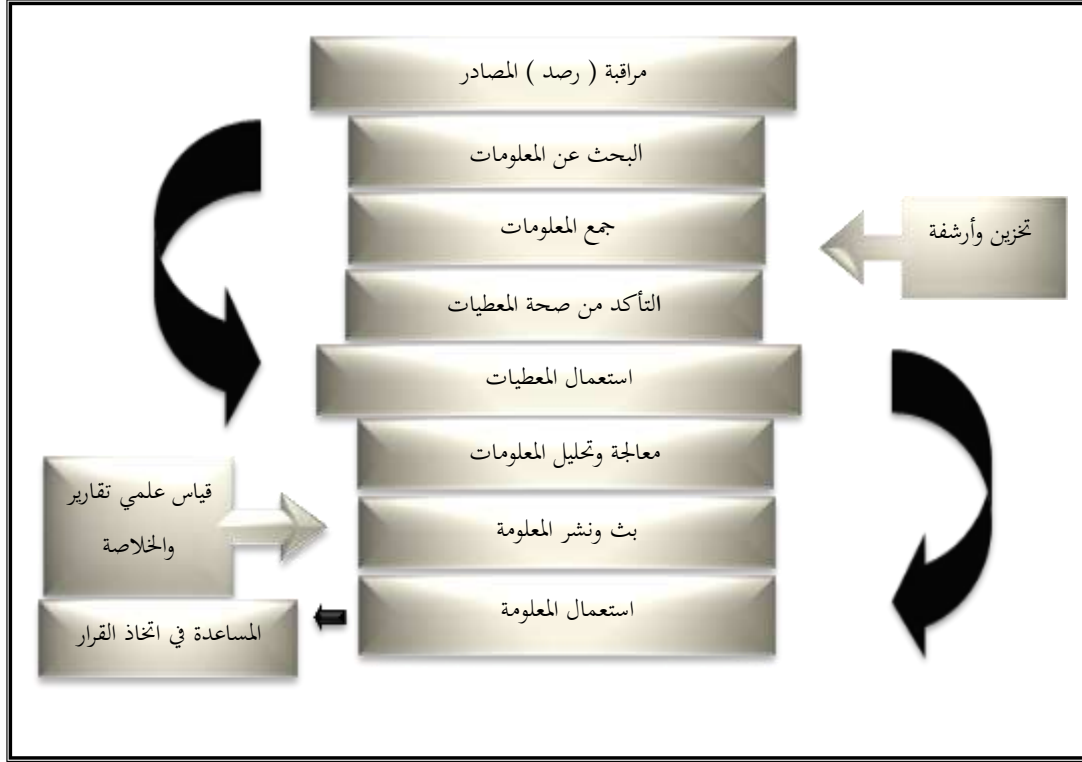 مراقبة ( رصد ) المصادر
البحث عن المعلومات
جمع المعلومات
تخزين وأرشفة
التأكد من صحة المعطيات
استعمال المعطيات
معالجة وتحليل المعلومات
قياس علمي تقارير
والخلاصة
بث ونشر المعلومة
استعمال المعلومة
المساعدة في اتخاذ القرار